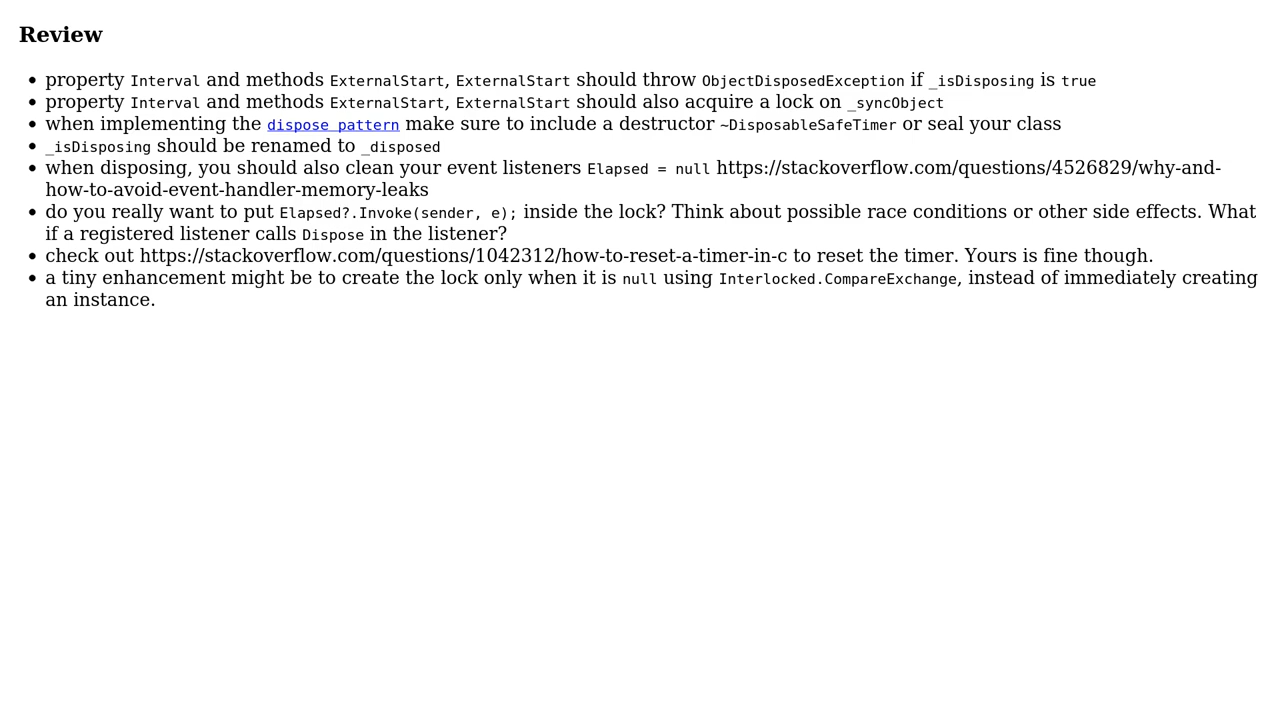 Review
• property Interval and methods ExternalStart, ExternalStart should throw ObjectDisposedException if _isDisposing is true
• property Interval and methods ExternalStart, ExternalStart should also acquire a lock on _syncObject
• when implementing the dispose pattern make sure to include a destructor ~DisposableSafeTimer or seal your class
• _isDisposing should be renamed to _disposed
• when disposing, you should also clean your event listeners Elapsed = null https://stackoverflow.com/questions/4526829/why-and-
how-to-avoid-event-handler-memory-leaks
• do you really want to put Elapsed?.Invoke(sender, e); inside the lock? Think about possible race conditions or other side effects. What
if a registered listener calls Dispose in the listener?
• check out https://stackoverflow.com/questions/1042312/how-to-reset-a-timer-in-c to reset the timer. Yours is fine though.
• a tiny enhancement might be to create the lock only when it is null using Interlocked.CompareExchange, instead of immediately creating
an instance.